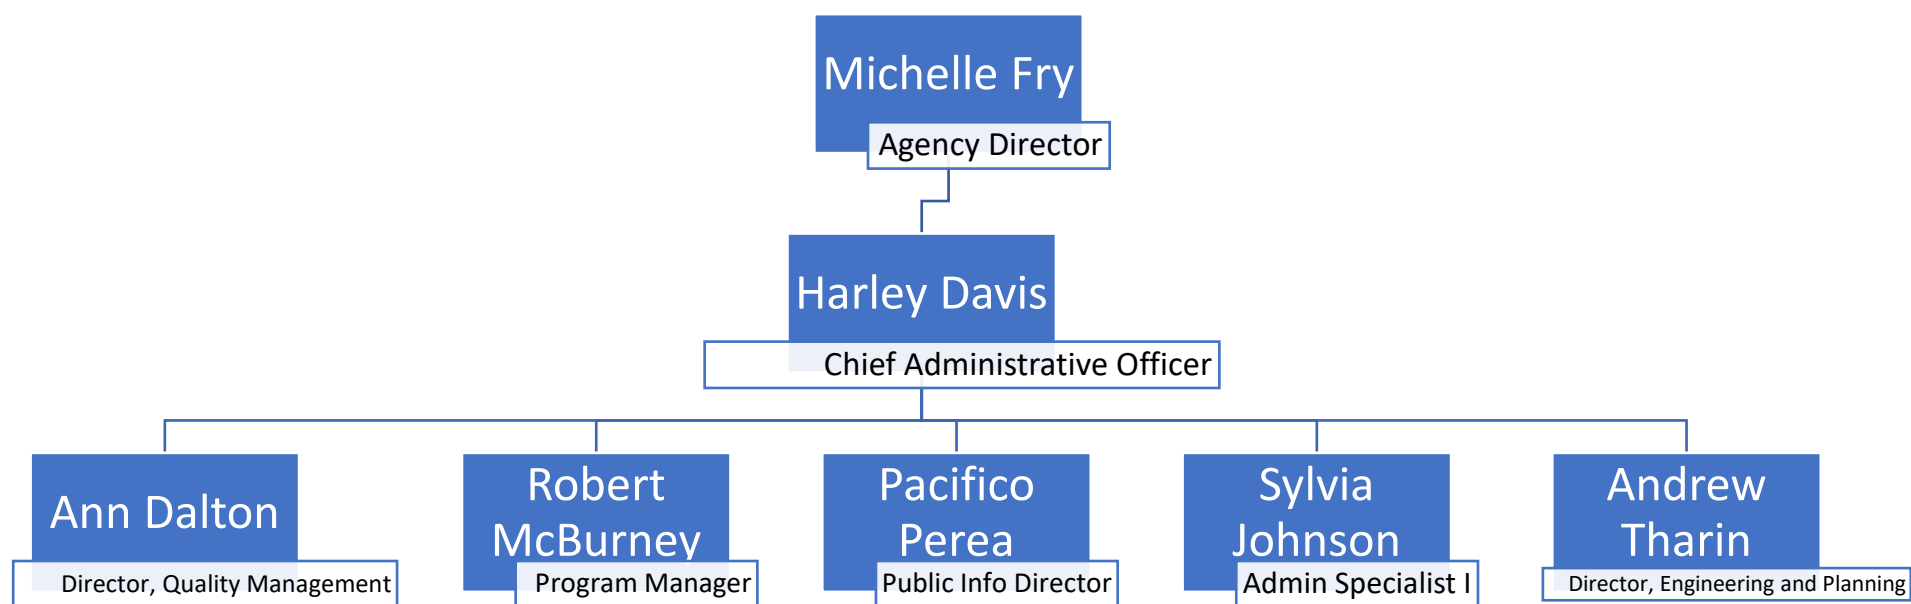 Michelle Fry
Agency Director
Harley Davis
Chief Administrative Officer
Ann Dalton
Director, Quality Management
Robert
McBurney
Program Manager
Pacifico
Perea
Public Info Director
Sylvia
Johnson
Admin Specialist I
Andrew
Tharin
Director, Engineering and Planning